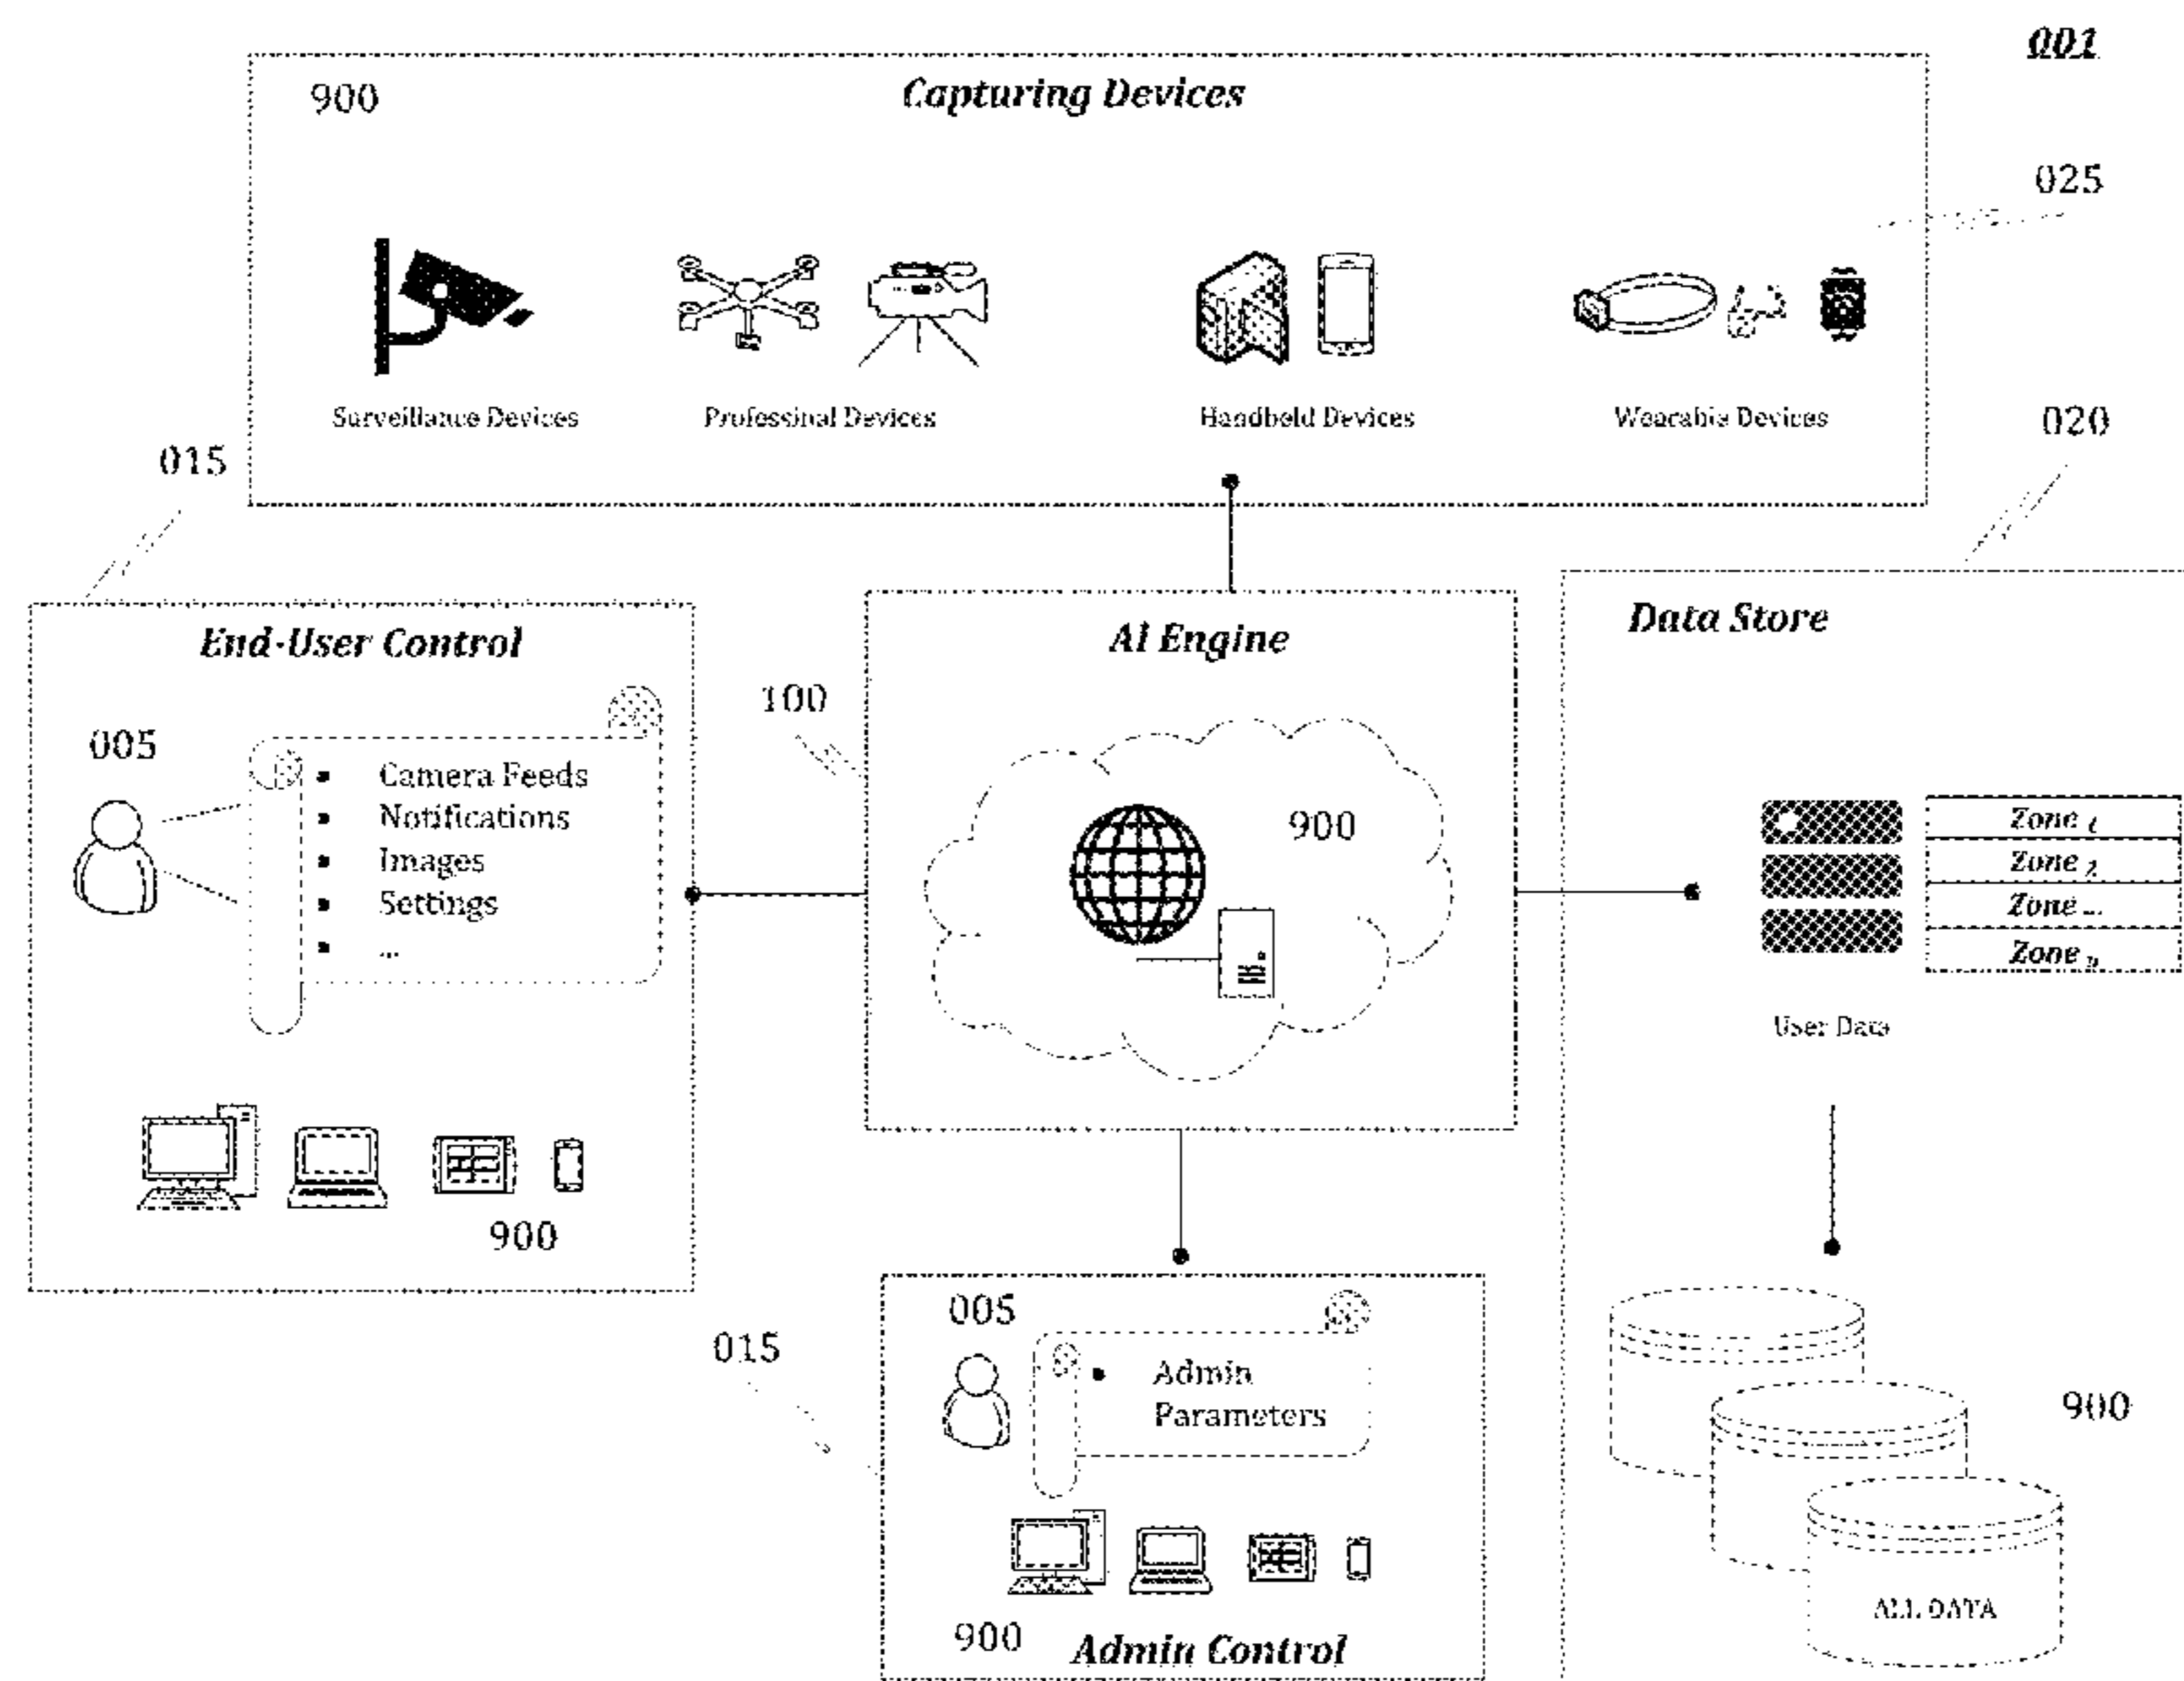 001
900
Capturing Devices
025
Surveillance Devices
Professinal Devices
Handheld Devices
Wearable Devices
015
020
End-User Control
005
• Camera Feeds
• Notifications
• Images
• Settings
• ...
900
100
AI Engine
900
Data Store
Zone 1
Zone 2
Zone ...
Zone n
User Data
900
ALL DATA
015
005
• Admin
Parameters
900
Admin Control